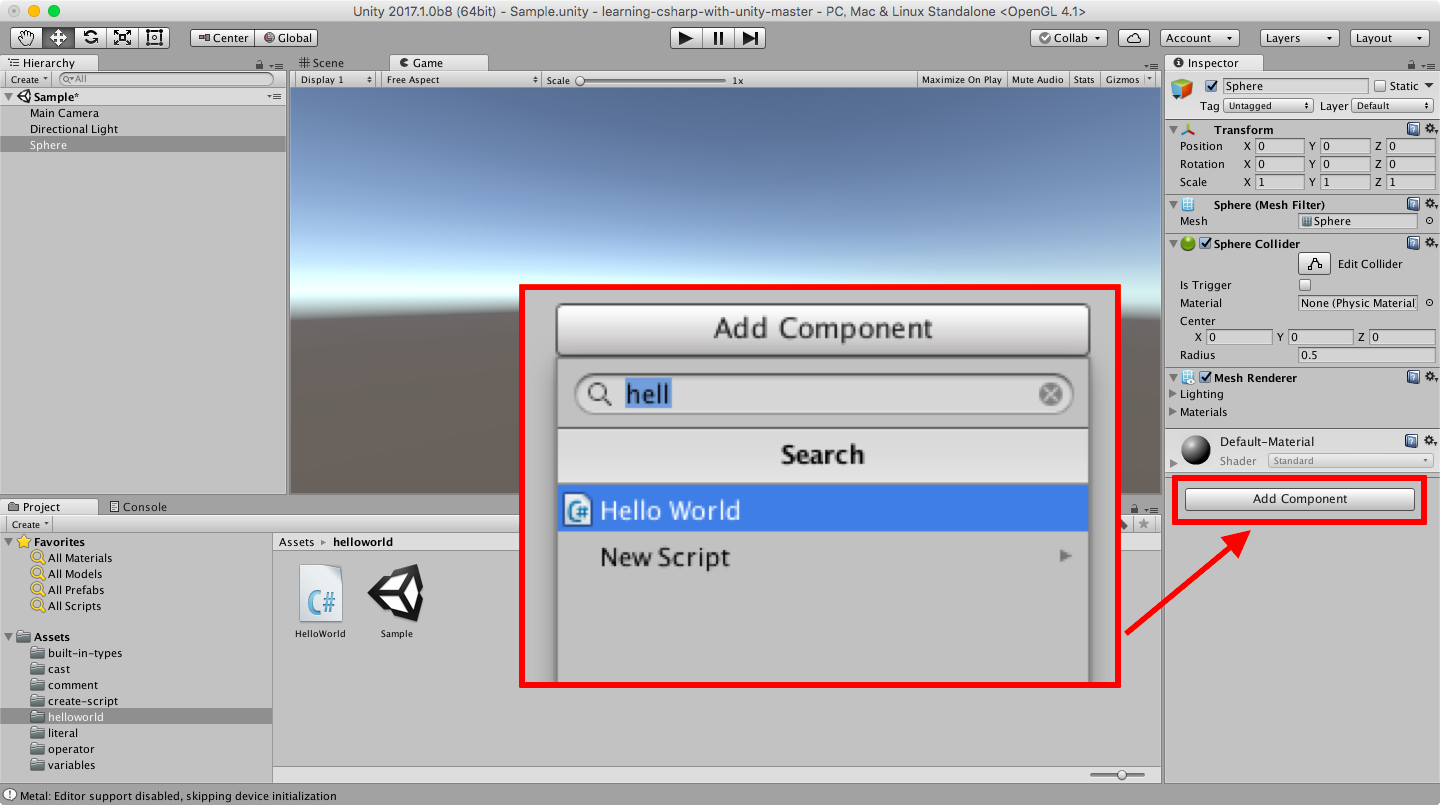 Unity 2017.1.0b8 (64bit) - Sample.unity - learning-csharp-with-unity-master - PC, Mac & Linux Standalone <OpenGL 4.1>
Center Global
Collab Account Layers Layout
Hierarchy
Create All
Sample*
Main Camera
Directional Light
Sphere
Scene Game
Display 1 Free Aspect Scale 1x Maximize On Play Mute Audio Stats Gizmos
Add Component
hell
Search
C# Hello World
New Script
Inspector
Sphere Static
Tag Untagged Layer Default
Transform
Position X 0 Y 0 Z 0
Rotation X 0 Y 0 Z 0
Scale X 1 Y 1 Z 1
Sphere (Mesh Filter)
Mesh Sphere
Sphere Collider
Edit Collider
Is Trigger
Material None (Physic Material
Center
X 0 Y 0 Z 0
Radius 0.5
Mesh Renderer
Lighting
Materials
Default-Material
Shader Standard
Add Component
Project Console
Create
Favorites
All Materials
All Models
All Prefabs
All Scripts
Assets
built-in-types
cast
comment
create-script
helloworld
literal
operator
variables
Assets helloworld
C#
HelloWorld Sample
Metal: Editor support disabled, skipping device initialization